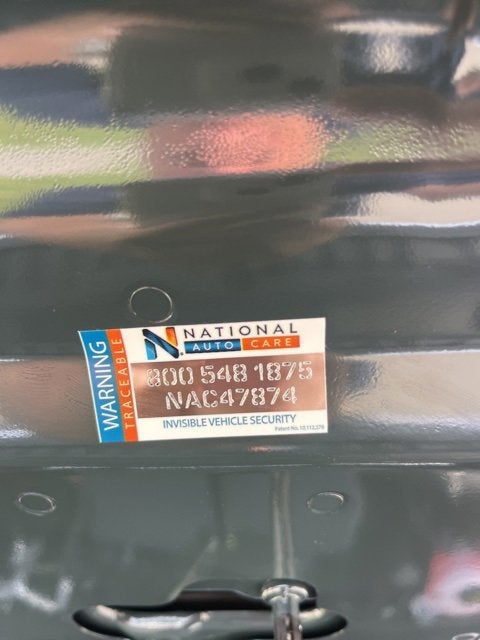 WARNING
TRACEABLE
N. NATIONAL
AUTO CARE
800 548 1875
NAC47874
INVISIBLE VEHICLE SECURITY